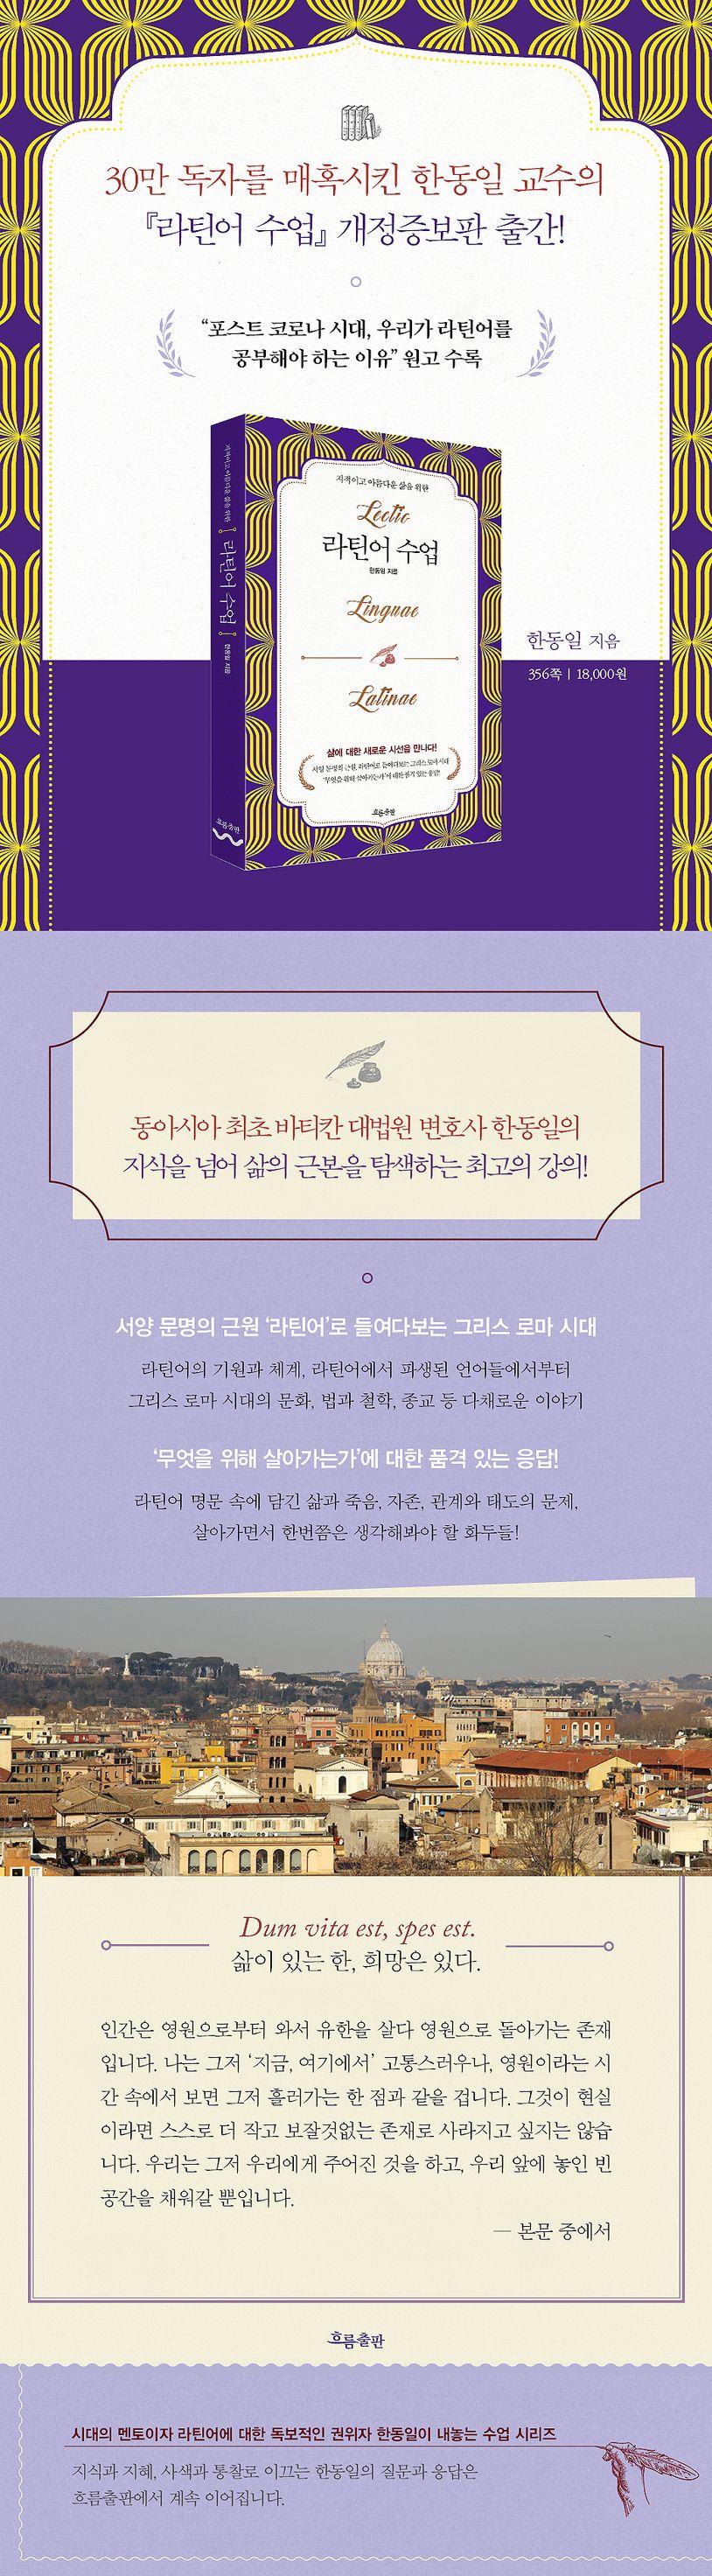 30만 독자를 매혹시킨 한동일 교수의
『라틴어 수업』 개정증보판 출간!
“포스트 코로나 시대, 우리가 라틴어를
공부해야 하는 이유” 원고 수록
지적이고 아름다운 삶을 위한
라틴어 수업
한동일 지음
흐름출판
지적이고 아름다운 삶을 위한
Lectio
라틴어 수업
한동일 지음
Linguae
Latinae
삶에 대한 새로운 시선을 만나다!
서양 문명의 근원, 라틴어로 들여다보는 그리스 로마 시대
‘무엇을 위해 살아가는가’에 대한 품격 있는 응답!
흐름출판
한동일 지음
356쪽 | 18,000원
동아시아 최초 바티칸 대법원 변호사 한동일의
지식을 넘어 삶의 근본을 탐색하는 최고의 강의!
서양 문명의 근원 ‘라틴어’로 들여다보는 그리스 로마 시대
라틴어의 기원과 체계, 라틴어에서 파생된 언어들에서부터
그리스 로마 시대의 문화, 법과 철학, 종교 등 다채로운 이야기
‘무엇을 위해 살아가는가’에 대한 품격 있는 응답!
라틴어 명문 속에 담긴 삶과 죽음, 자존, 관계와 태도의 문제,
살아가면서 한번쯤은 생각해봐야 할 화두들!
Dum vita est, spes est.
삶이 있는 한, 희망은 있다.
인간은 영원으로부터 와서 유한을 살다 영원으로 돌아가는 존재
입니다. 나는 그저 ‘지금, 여기에서’ 고통스러우나, 영원이라는 시
간 속에서 보면 그저 흘러가는 한 점과 같을 겁니다. 그것이 현실
이라면 스스로 더 작고 보잘것없는 존재로 사라지고 싶지는 않습
니다. 우리는 그저 우리에게 주어진 것을 하고, 우리 앞에 놓인 빈
공간을 채워갈 뿐입니다.
— 본문 중에서
흐름출판
시대의 멘토이자 라틴어에 대한 독보적인 권위자 한동일이 내놓는 수업 시리즈
지식과 지혜, 사색과 통찰로 이끄는 한동일의 질문과 응답은
흐름출판에서 계속 이어집니다.